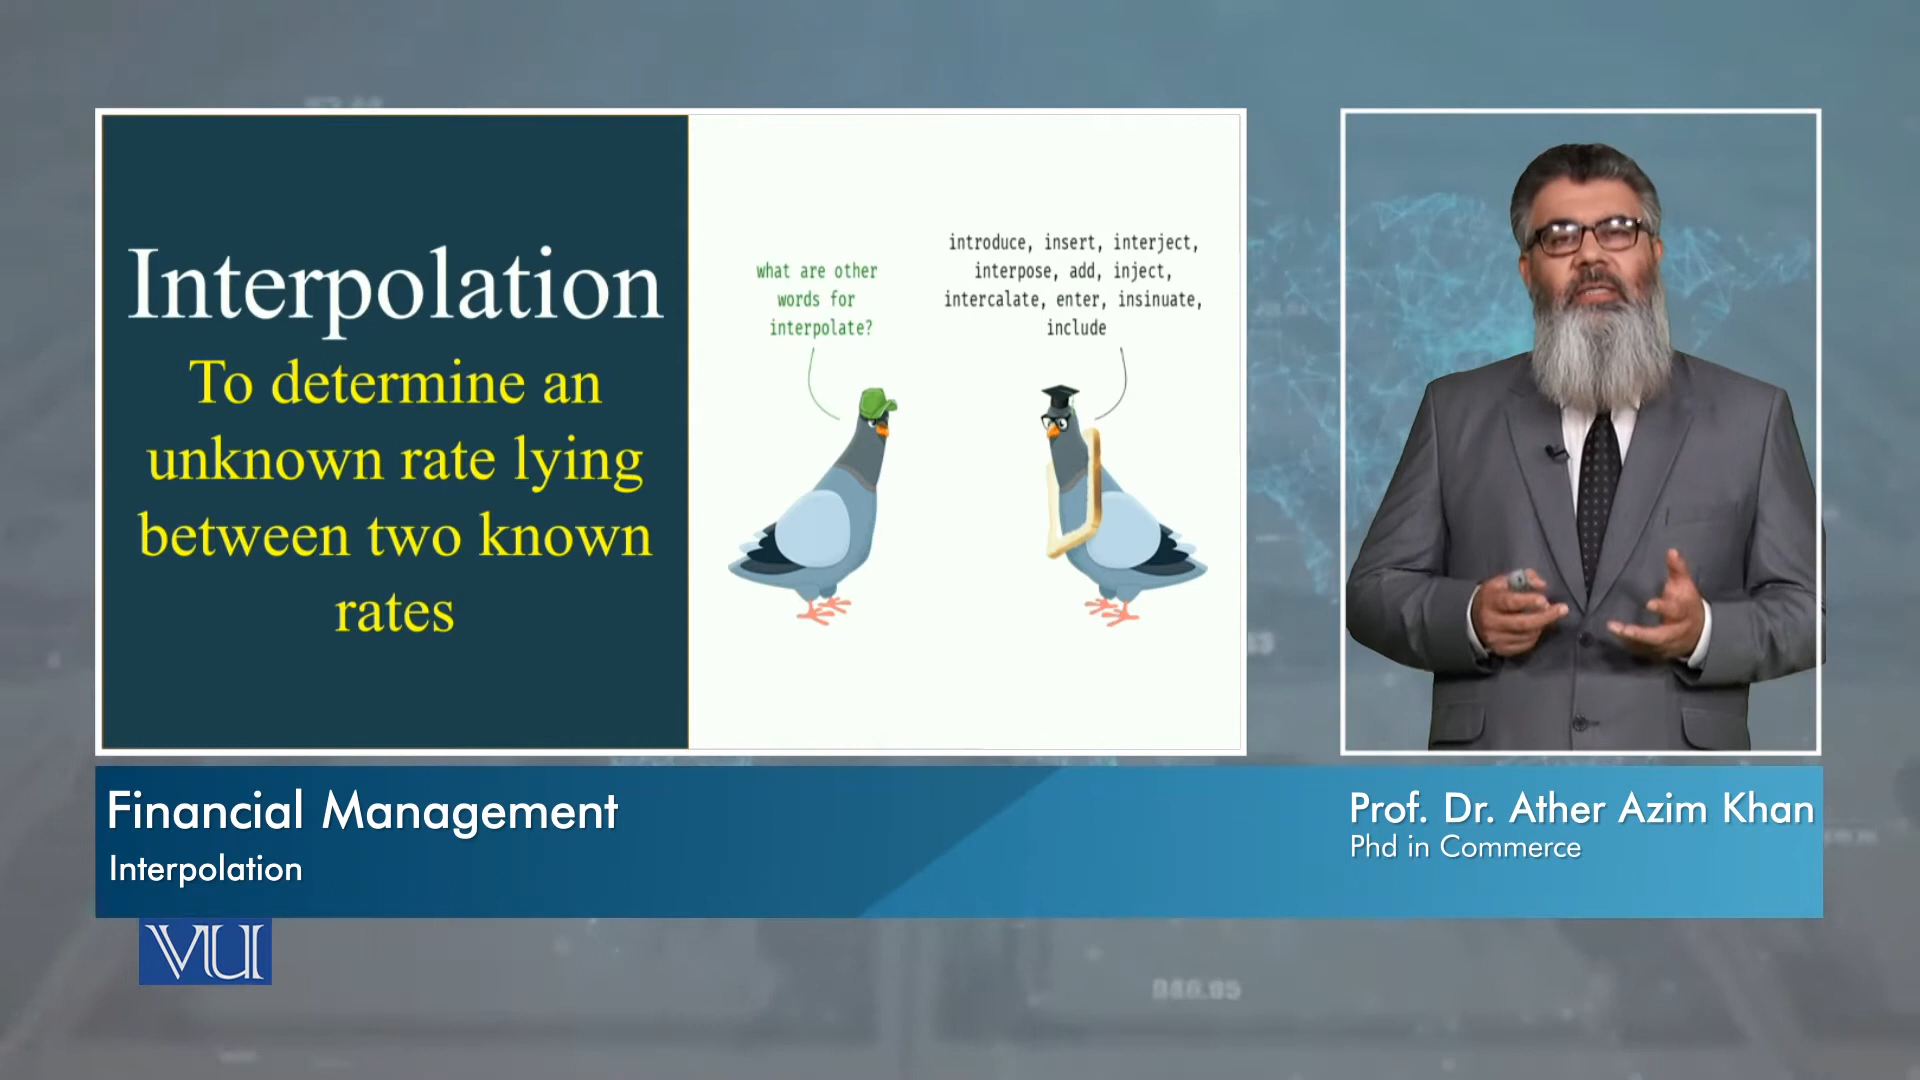 Interpolation
To determine an
unknown rate lying
between two known
rates
what are other
words for
interpolate?
introduce, insert, interject,
interpose, add, inject,
intercalate, enter, insinuate,
include
Financial Management
Interpolation
Prof. Dr. Ather Azim Khan
Phd in Commerce
VU